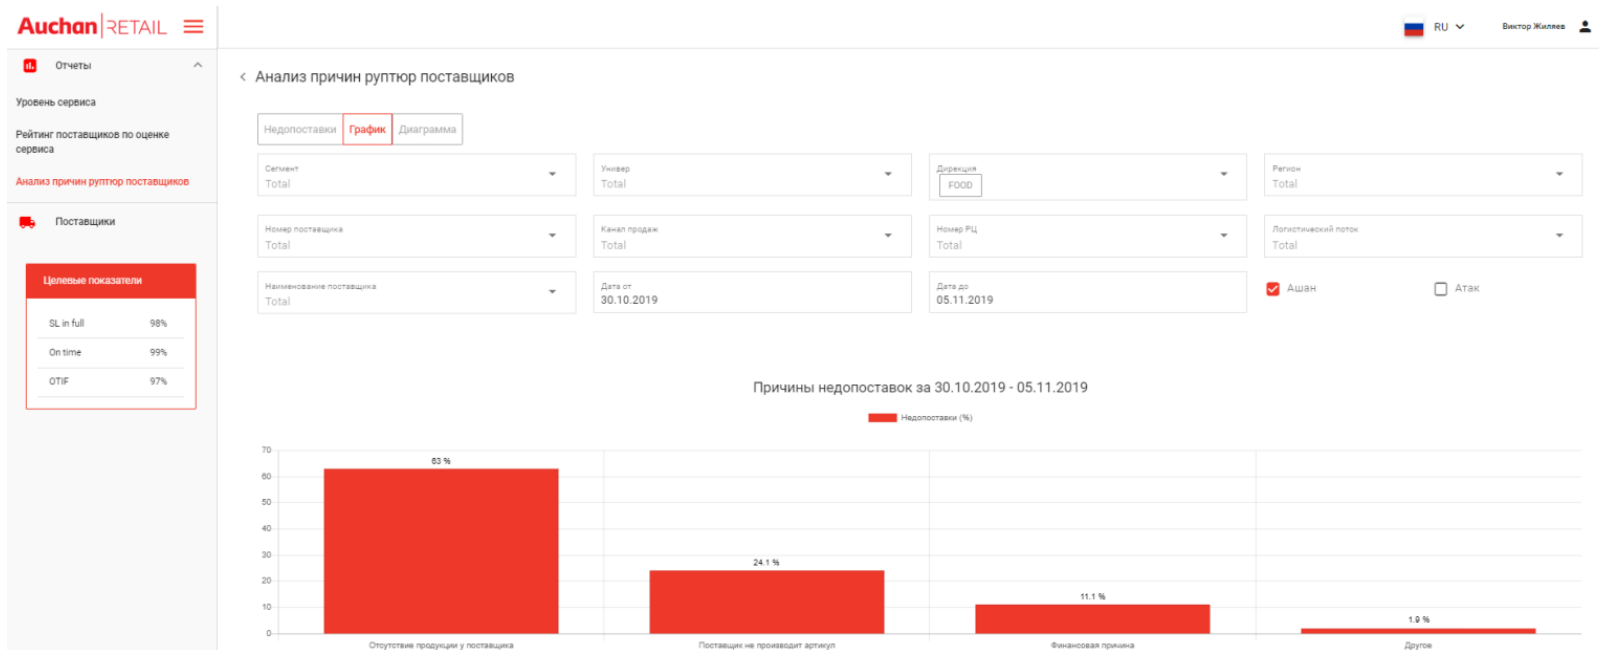 Auchan RETAIL
RU
Виктор Жиляев
Отчеты
Уровень сервиса
Рейтинг поставщиков по оценке
сервиса
Анализ причин руптюр поставщиков
Поставщики
Целевые показатели
SL in full 98%
On time 99%
OTIF 97%
Анализ причин руптюр поставщиков
Недопоставки График Диаграмма
Сегмент
Total
Универ
Total
Дирекция
FOOD
Регион
Total
Номер поставщика
Total
Канал продаж
Total
Номер РЦ
Total
Логистический поток
Total
Наименование поставщика
Total
Дата от
30.10.2019
Дата до
05.11.2019
Ашан
Атак
Причины недопоставок за 30.10.2019 - 05.11.2019
Недопоставки (%)
70
60
50
40
30
20
10
0
63 %
24.1 %
11.1 %
1.9 %
Отсутствие продукции у поставщика
Поставщик не производит артикул
Финансовая причина
Другое